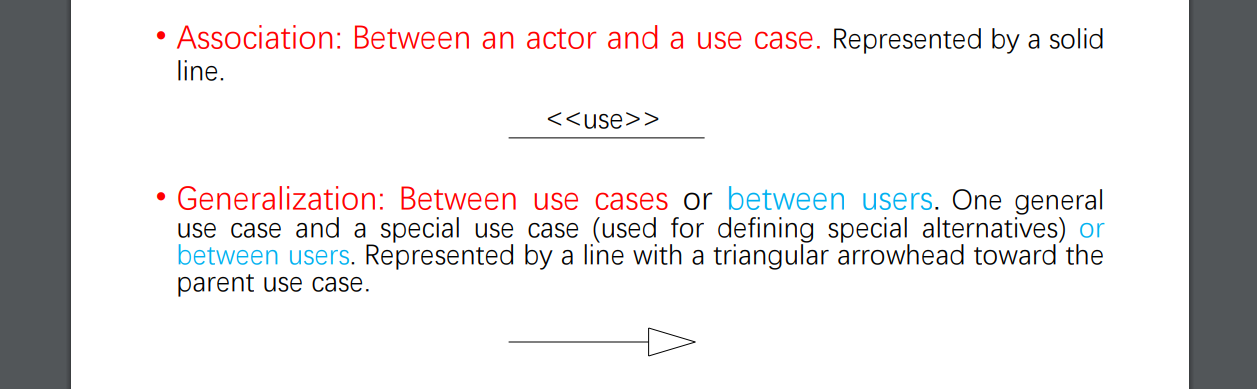 • Association: Between an actor and a use case. Represented by a solid
line.
<<use>>
• Generalization: Between use cases or between users. One general
use case and a special use case (used for defining special alternatives) or
between users. Represented by a line with a triangular arrowhead toward the
parent use case.